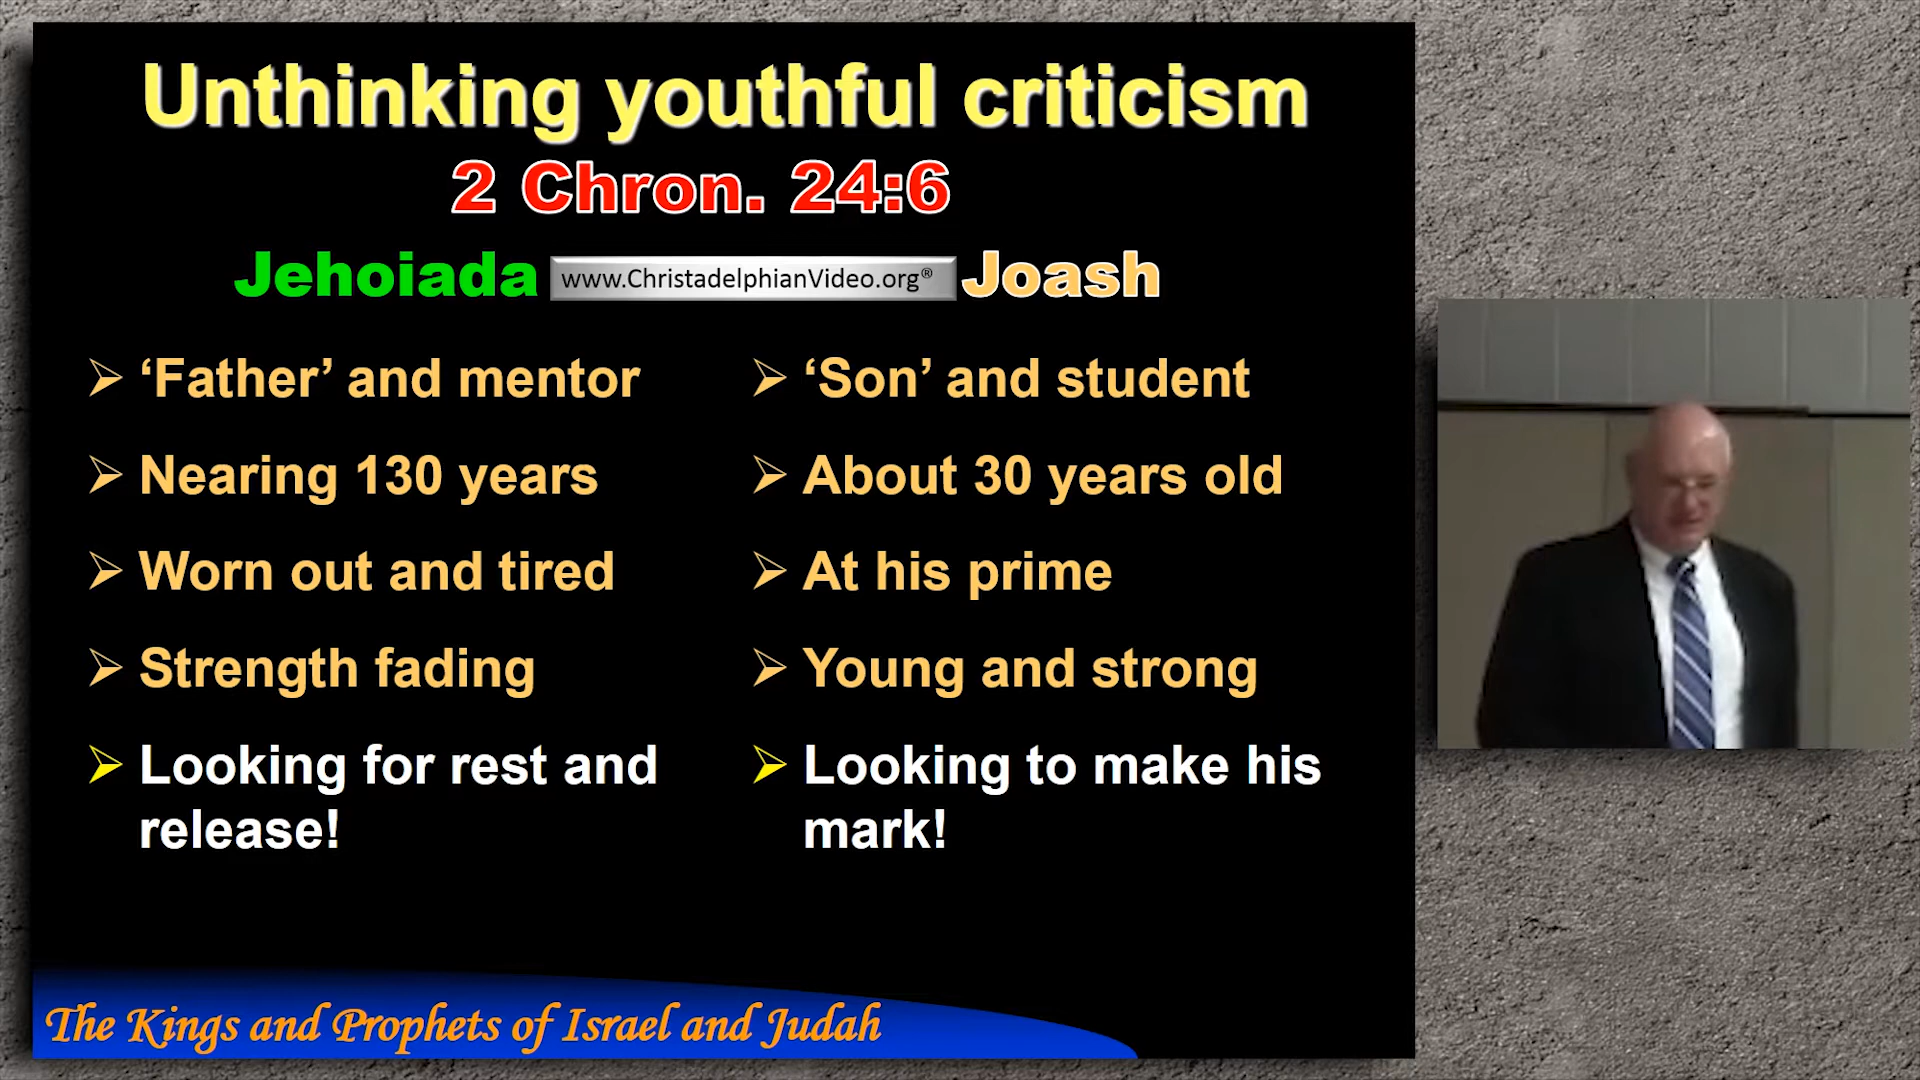 Unthinking youthful criticism
2 Chron. 24:6
Jehoiada
www.ChristadelphianVideo.org®
Joash
‘Father’ and mentor
Nearing 130 years
Worn out and tired
Strength fading
Looking for rest and
release!
‘Son’ and student
About 30 years old
At his prime
Young and strong
Looking to make his
mark!
The Kings and Prophets of Israel and Judah